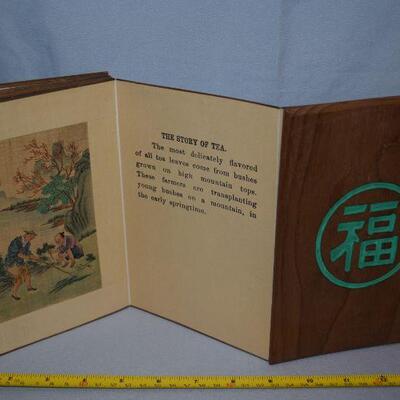 THE STORY OF TEA.
The most delicately flavored
of all tea leaves come from bushes
grown on high mountain tops.
These farmers are transplanting
young bushes on a mountain, in
the early springtime.
福